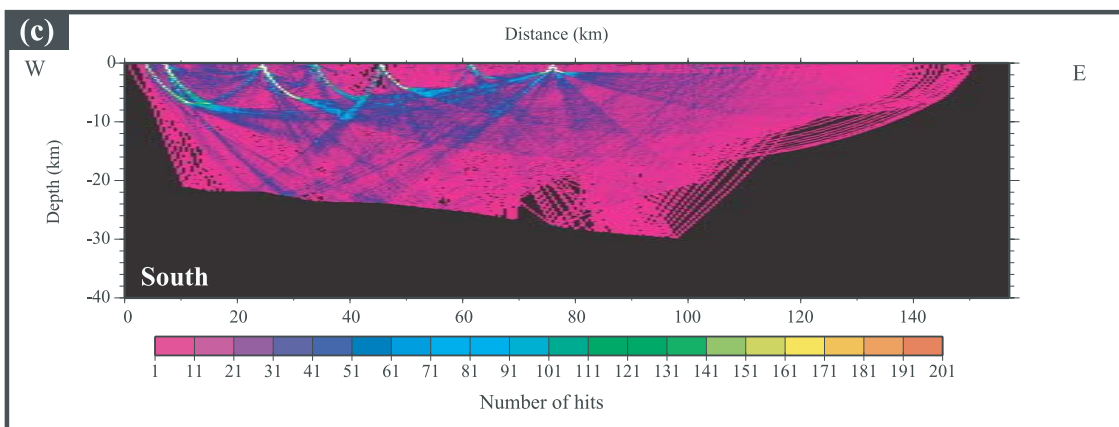 (c)
Distance (km)
W
E
0
-10
-20
-30
-40
Depth (km)
South
0 20 40 60 80 100 120 140
1 11 21 31 41 51 61 71 81 91 101 111 121 131 141 151 161 171 181 191 201
Number of hits